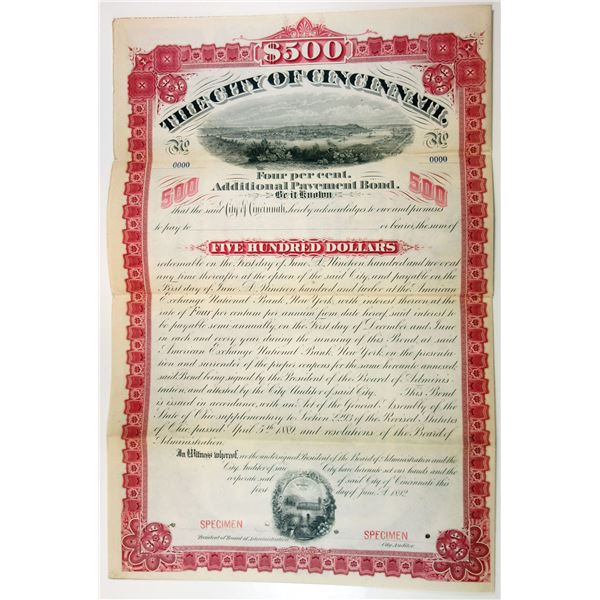 $500
THE CITY OF CINCINNATI.
No No
0000 0000
Four per cent.
500 Additional Pavement Bond. 500
Be it Known
that the said City of Cincinnati, hereby acknowledges to owe and promises
to pay to or bearer, the sum of
FIVE HUNDRED DOLLARS
redeemable on the First day of June A. Nineteen hundred and two or at
any time thereafter at the option of the said City, and payable on the
First day of June A. Nineteen hundred and twelve at the American
Exchange National Bank, New York, with interest thereon at the
rate of Four per centum per annum from date hereof, said interest to
be payable semi-annually, on the First day of December and June
in each and every year during the running of this Bond, at said
American Exchange National Bank, New York on the presenta-
tion and surrender of the proper coupons for the same hereunto annexed;
said Bond being signed by the President of the Board of Adminis-
tration, and attested by the City Auditor of said City. This Bond
is issued in accordance with an Act of the General Assembly of the
State of Ohio supplementary to Section 2293 of the Revised Statutes
of Ohio passed April 5th 1889, and resolutions of the Board of
Administration.
In Witness whereof, we the undersigned President of the Board of Administration and the
City Auditor of said City have hereunto set our hands and the
corporate seal of said City of Cincinnati this
first day of June A. 1892
SPECIMEN SPECIMEN
President of Board of Administration City Auditor